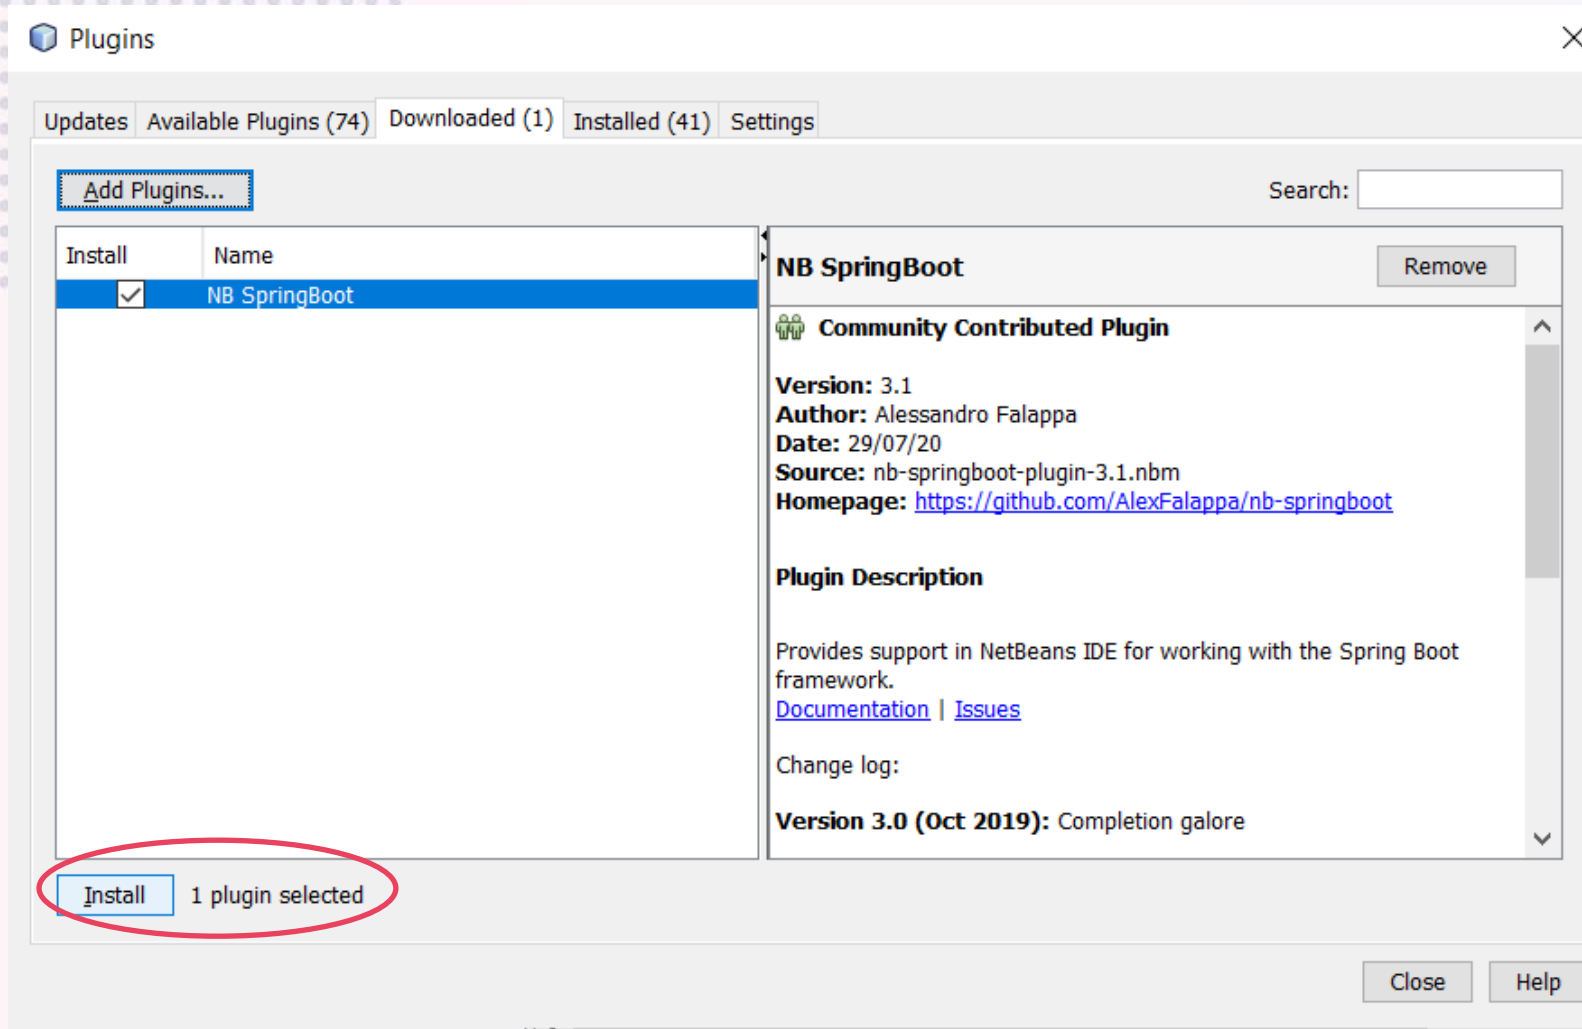 Plugins
Updates Available Plugins (74) Downloaded (1) Installed (41) Settings
Add Plugins... Search:
Install Name
NB SpringBoot
NB SpringBoot Remove
Community Contributed Plugin
Version: 3.1
Author: Alessandro Falappa
Date: 29/07/20
Source: nb-springboot-plugin-3.1.nbm
Homepage: https://github.com/AlexFalappa/nb-springboot
Plugin Description
Provides support in NetBeans IDE for working with the Spring Boot
framework.
Documentation | Issues
Change log:
Version 3.0 (Oct 2019): Completion galore
Install 1 plugin selected
Close Help